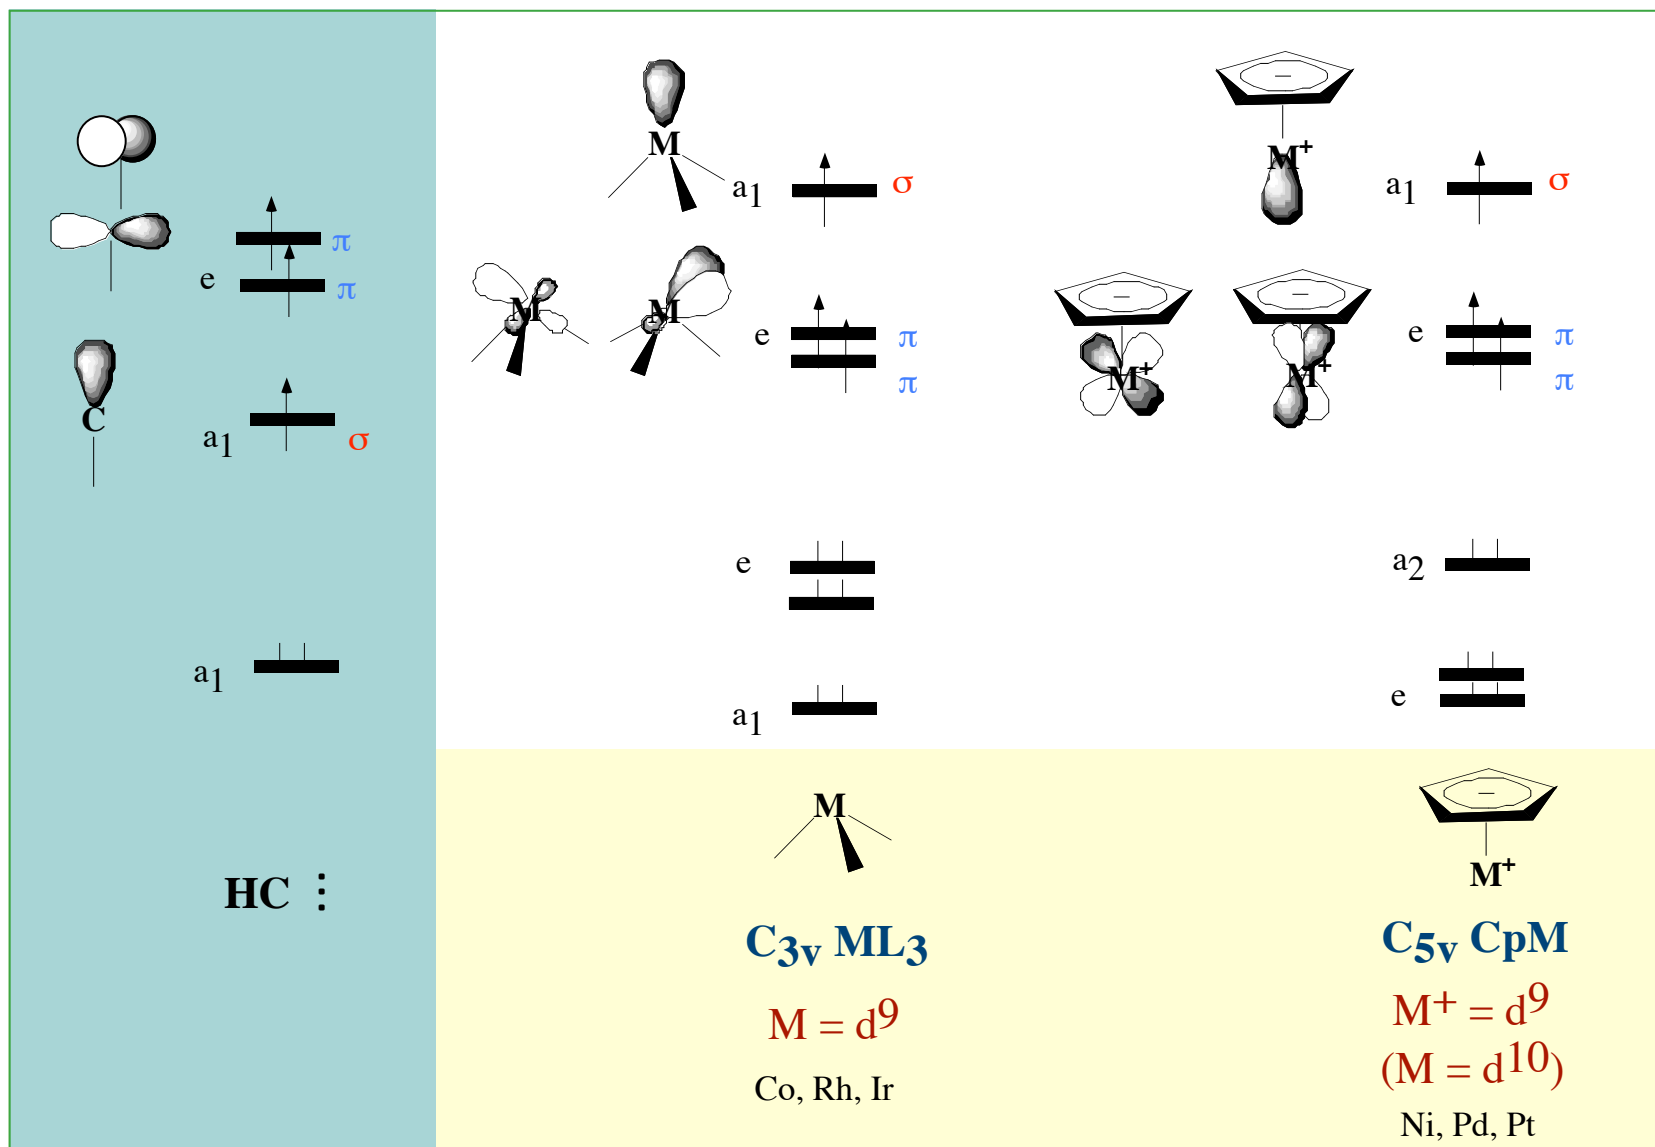 π
e
π
C
a1
σ
a1
HC ⋮
M
a1
σ
M
M
e
π
π
e
a1
M
C3v ML3
M = d9
Co, Rh, Ir
−
M+
a1
σ
−
−
M+
M+
e
π
π
a2
e
−
M+
C5v CpM
M+ = d9
(M = d10)
Ni, Pd, Pt